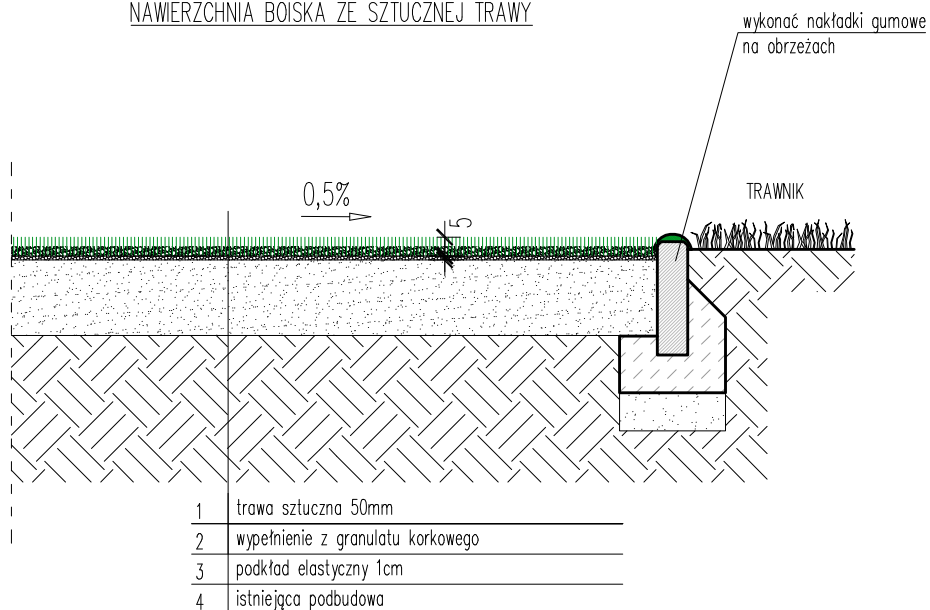 NAWIERZCHNIA BOISKA ZE SZTUCZNEJ TRAWY
wykonać nakładki gumowe
na obrzeżach
TRAWNIK
0,5%
5
1 trawa sztuczna 50mm
2 wypełnienie z granulatu korkowego
3 podkład elastyczny 1cm
4 istniejąca podbudowa